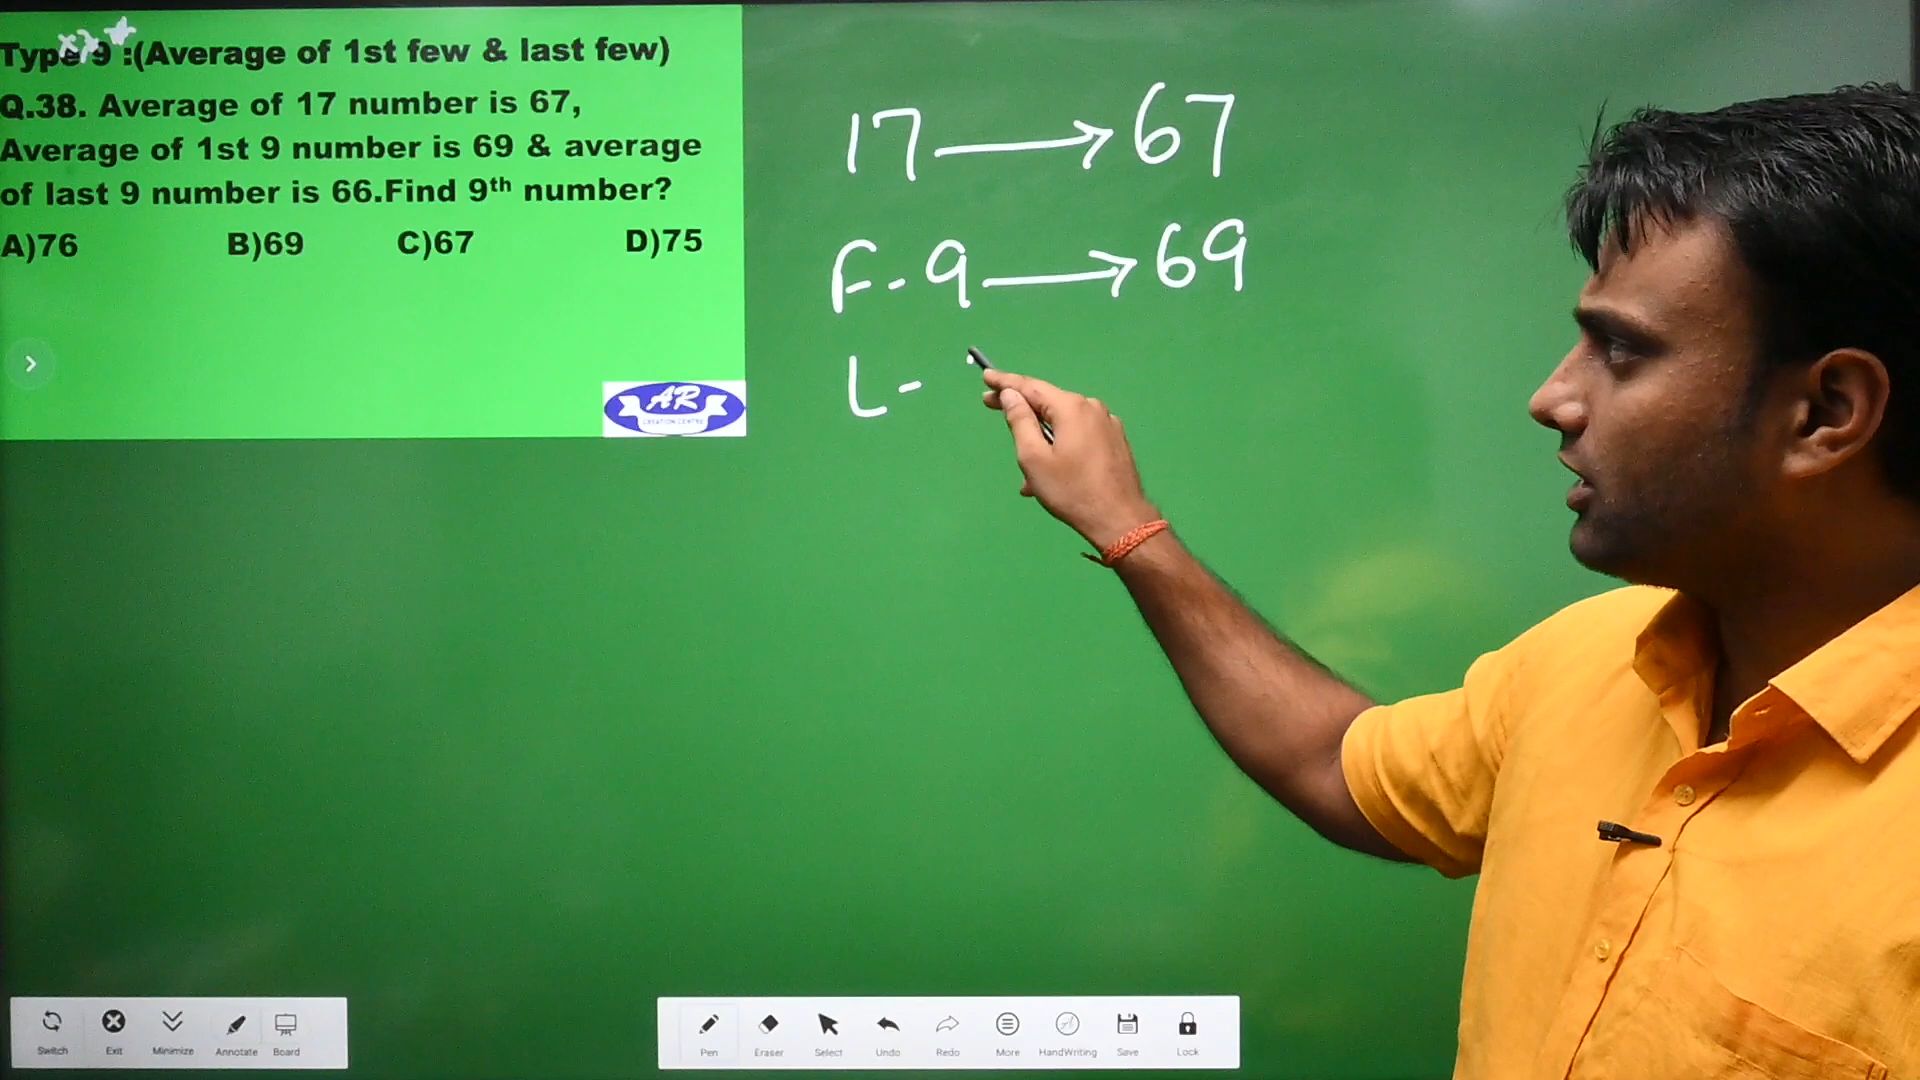 Type 9 :(Average of 1st few & last few)
Q.38. Average of 17 number is 67,
Average of 1st 9 number is 69 & average
of last 9 number is 66.Find 9th number?
A)76 B)69 C)67 D)75
AR
CREATION CENTRE
17 → 67
F-9 → 69
L-
Switch Exit Minimize Annotate Board
Pen Eraser Select Undo Redo More HandWriting Save Lock